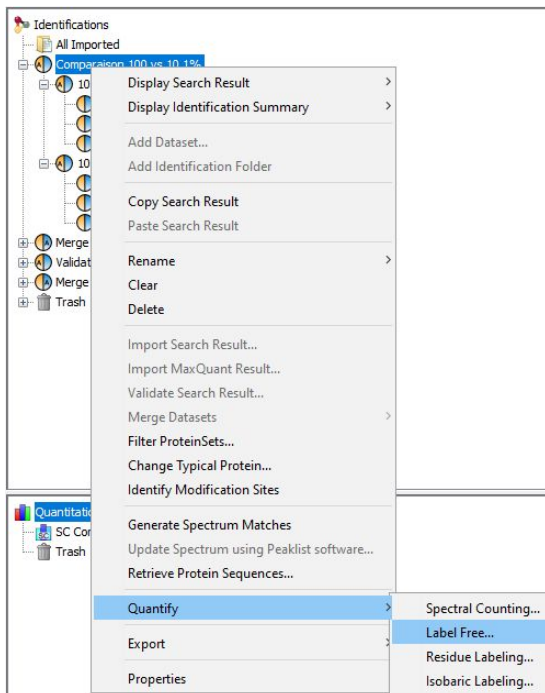 Identifications
All Imported
Comparaison 100 vs 10 1%
10
10
Merge
Validat
Merge
Trash
Display Search Result
Display Identification Summary
Add Dataset...
Add Identification Folder
Copy Search Result
Paste Search Result
Rename
Clear
Delete
Import Search Result...
Import MaxQuant Result...
Validate Search Result...
Merge Datasets
Filter ProteinSets...
Change Typical Protein...
Identify Modification Sites
Generate Spectrum Matches
Update Spectrum using Peaklist software...
Retrieve Protein Sequences...
Quantify
Export
Properties
Quantitatio
SC Cor
Trash
Spectral Counting...
Label Free...
Residue Labeling...
Isobaric Labeling...